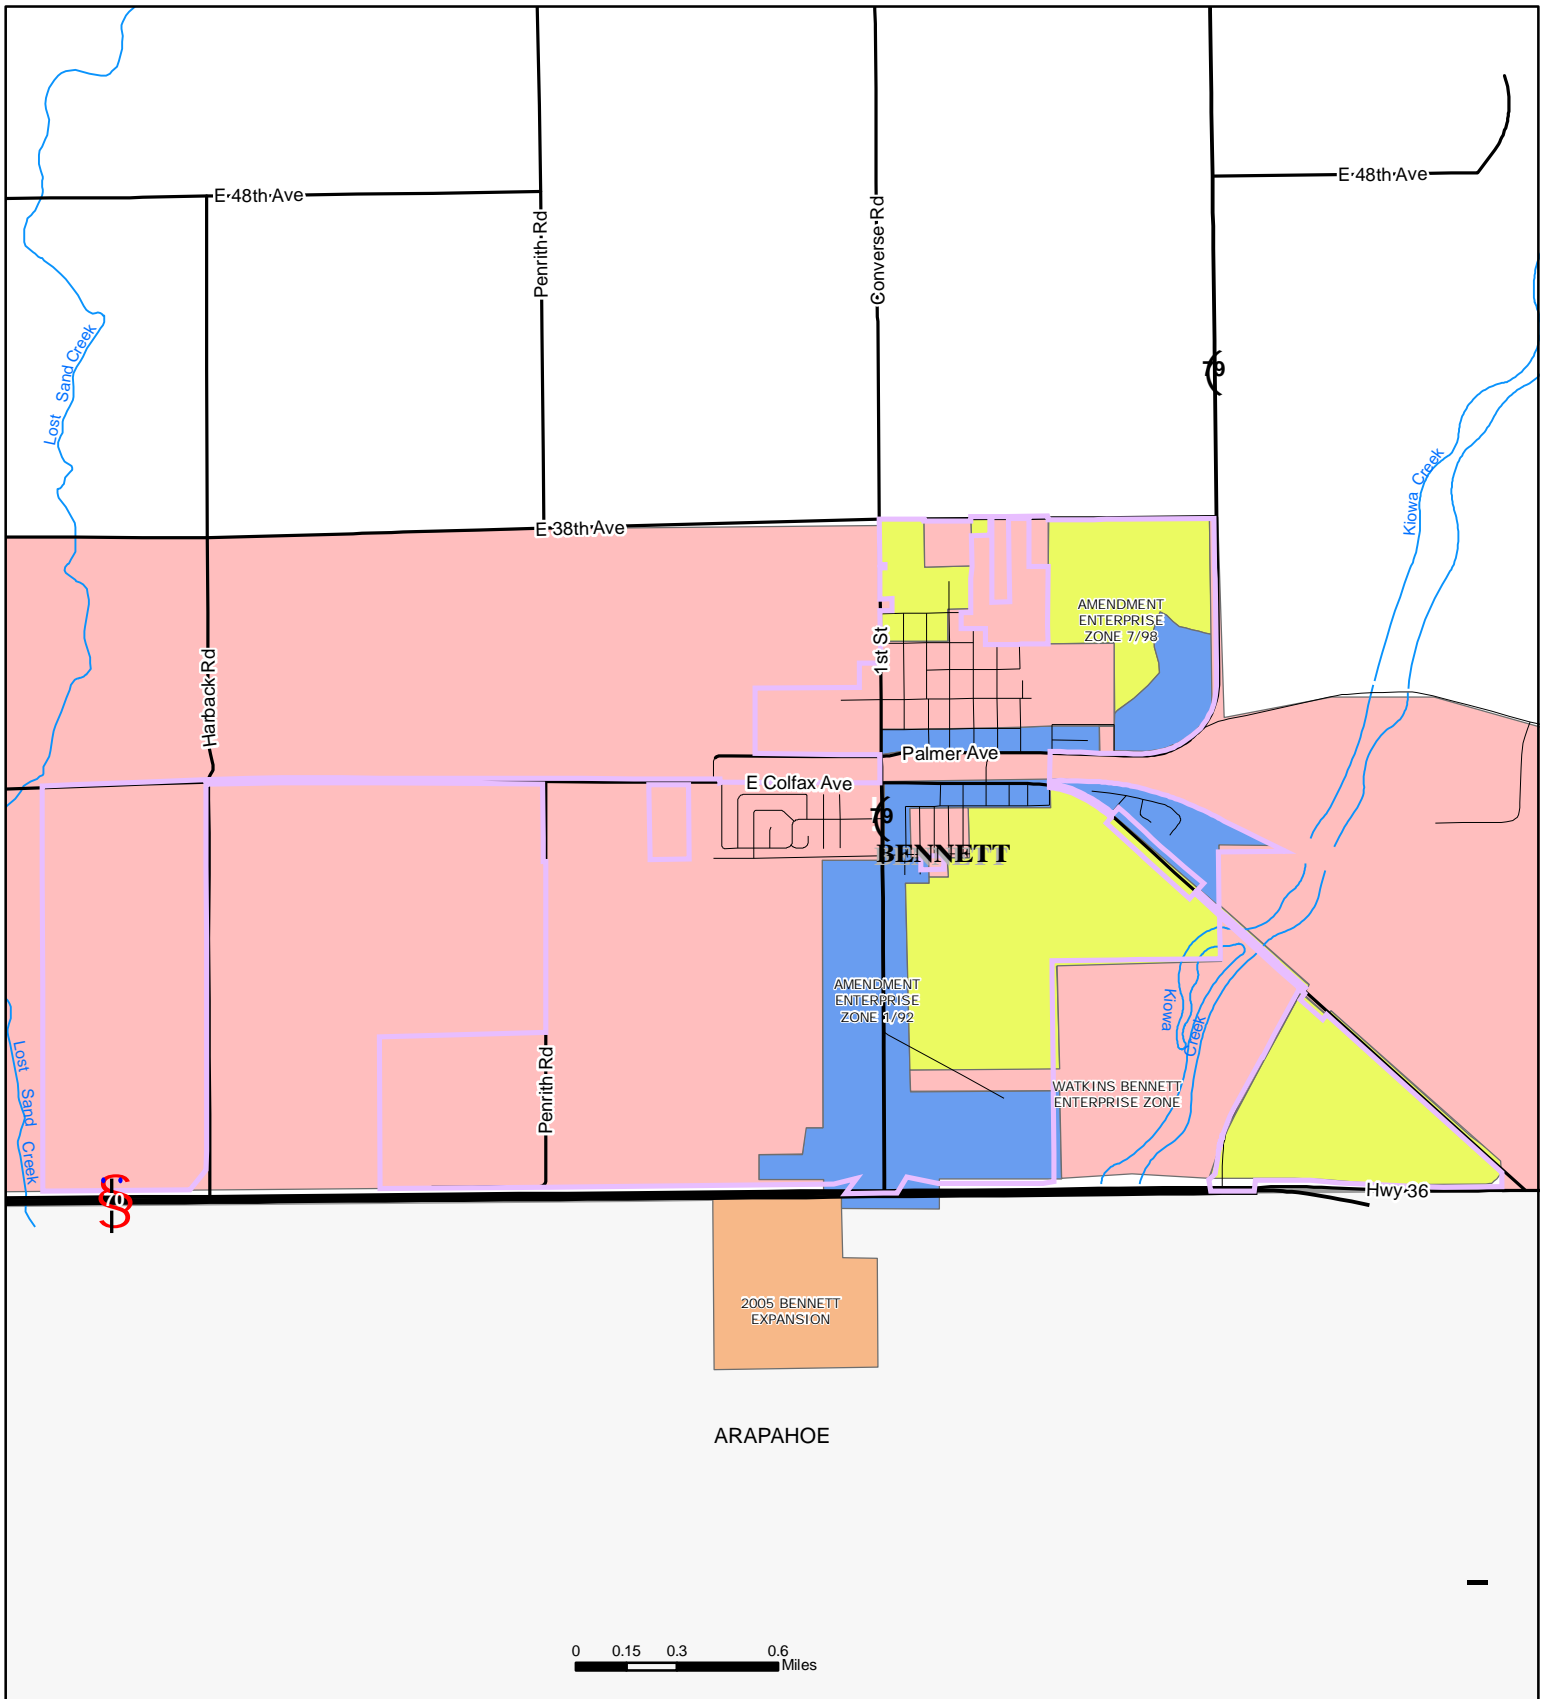 E 48th Ave
E 48th Ave
Penrith Rd
Converse Rd
Lost Sand Creek
79
Kiowa Creek
E 38th Ave
AMENDMENT
ENTERPRISE
ZONE 7/98
1st St
Harback Rd
Palmer Ave
E Colfax Ave
79
BENNETT
AMENDMENT
ENTERPRISE
ZONE 1/92
Kiowa
Creek
Lost Sand Creek
Penrith Rd
WATKINS BENNETT
ENTERPRISE ZONE
70
Hwy 36
2005 BENNETT
EXPANSION
ARAPAHOE
0 0.15 0.3 0.6
Miles